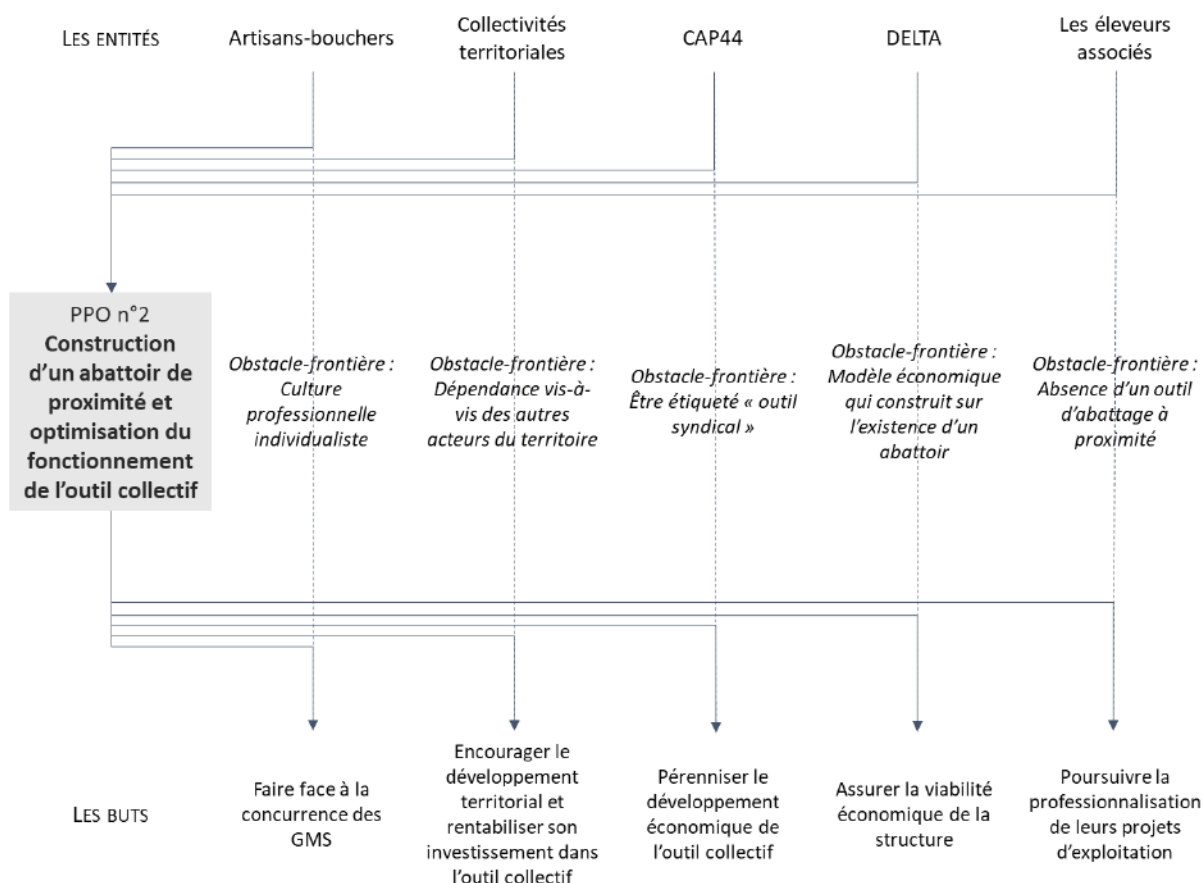 LES ENTITÉS
Artisans-bouchers
Collectivités
territoriales
CAP44
DELTA
Les éleveurs
associés
PPO n°2
Construction
d'un abattoir de
proximité et
optimisation du
fonctionnement
de l'outil collectif
Obstacle-frontière :
Culture
professionnelle
individualiste
Obstacle-frontière :
Dépendance vis-à-
vis des autres
acteurs du territoire
Obstacle-frontière :
Être étiqueté « outil
syndical »
Obstacle-frontière :
Modèle économique
qui construit sur
l'existence d'un
abattoir
Obstacle-frontière :
Absence d'un outil
d'abattage à
proximité
LES BUTS
Faire face à la
concurrence des
GMS
Encourager le
développement
territorial et
rentabiliser son
investissement dans
l'outil collectif
Pérenniser le
développement
économique de
l'outil collectif
Assurer la viabilité
économique de la
structure
Poursuivre la
professionnalisation
de leurs projets
d'exploitation